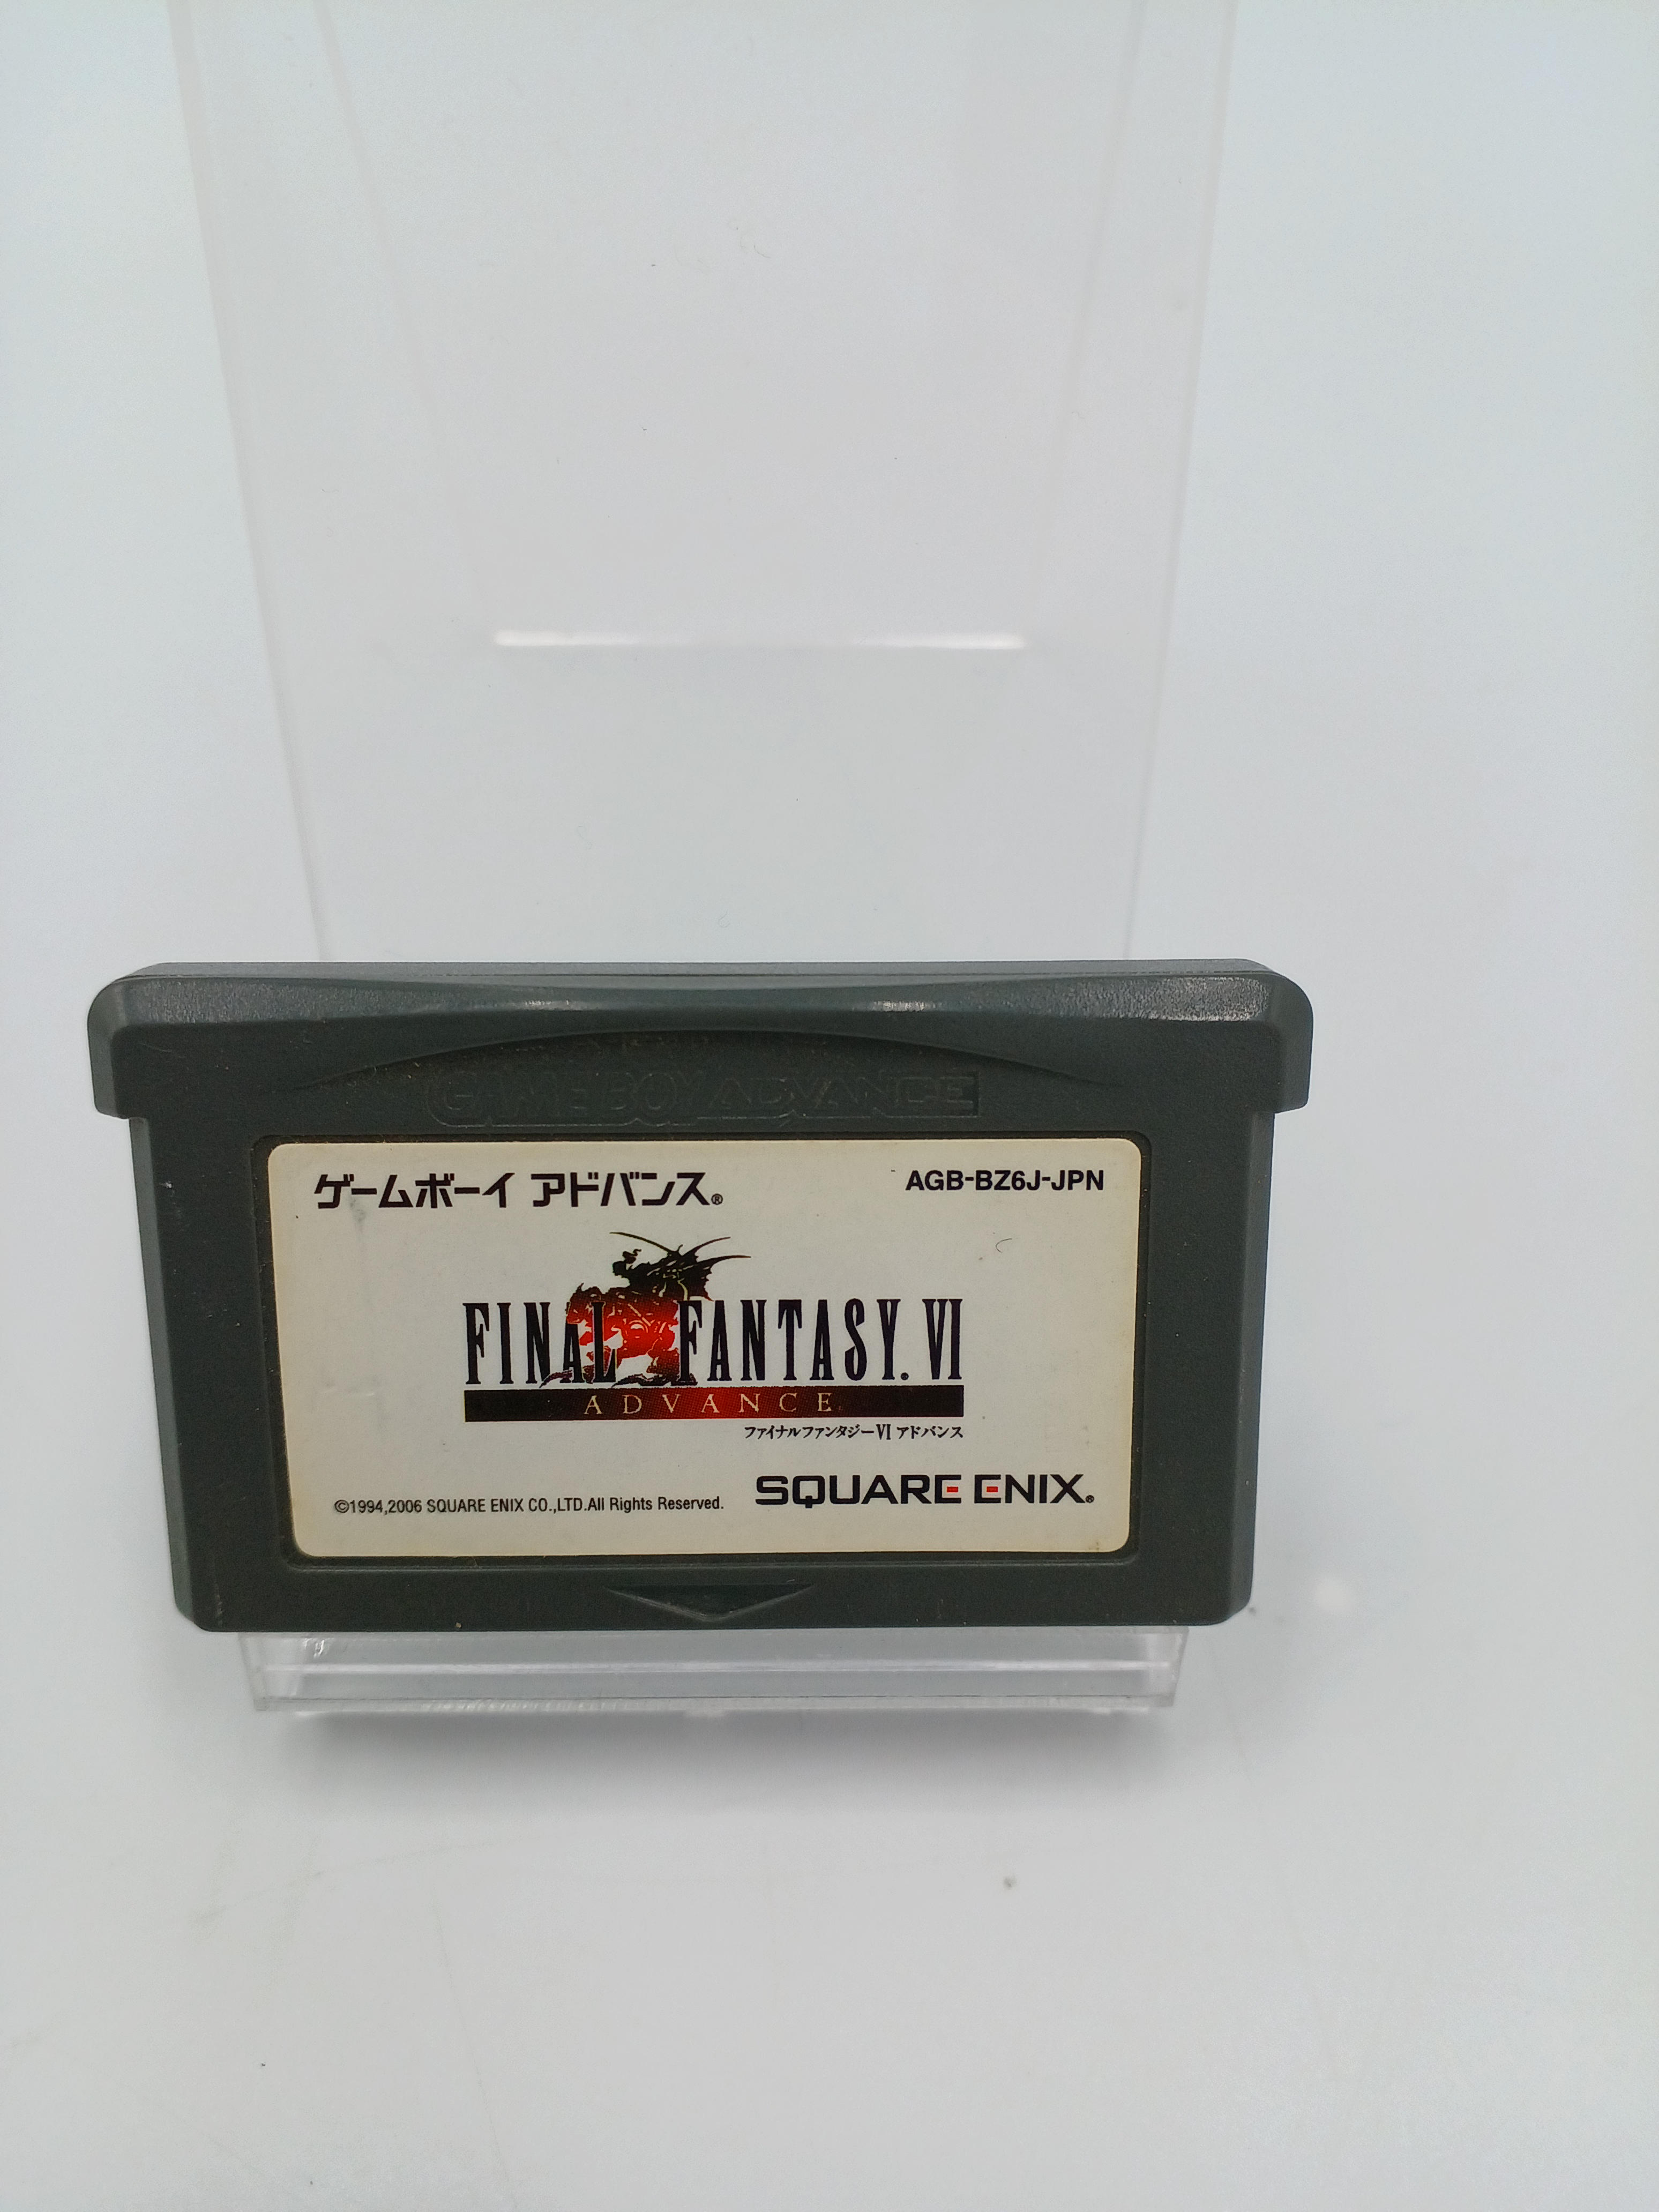 GAME BOY ADVANCE
ゲームボーイ アドバンス®
AGB-BZ6J-JPN
FINAL FANTASY. VI
ADVANCE
ファイナルファンタジーVI アドバンス
©1994,2006 SQUARE ENIX CO.,LTD.All Rights Reserved.
SQUARE ENIX®